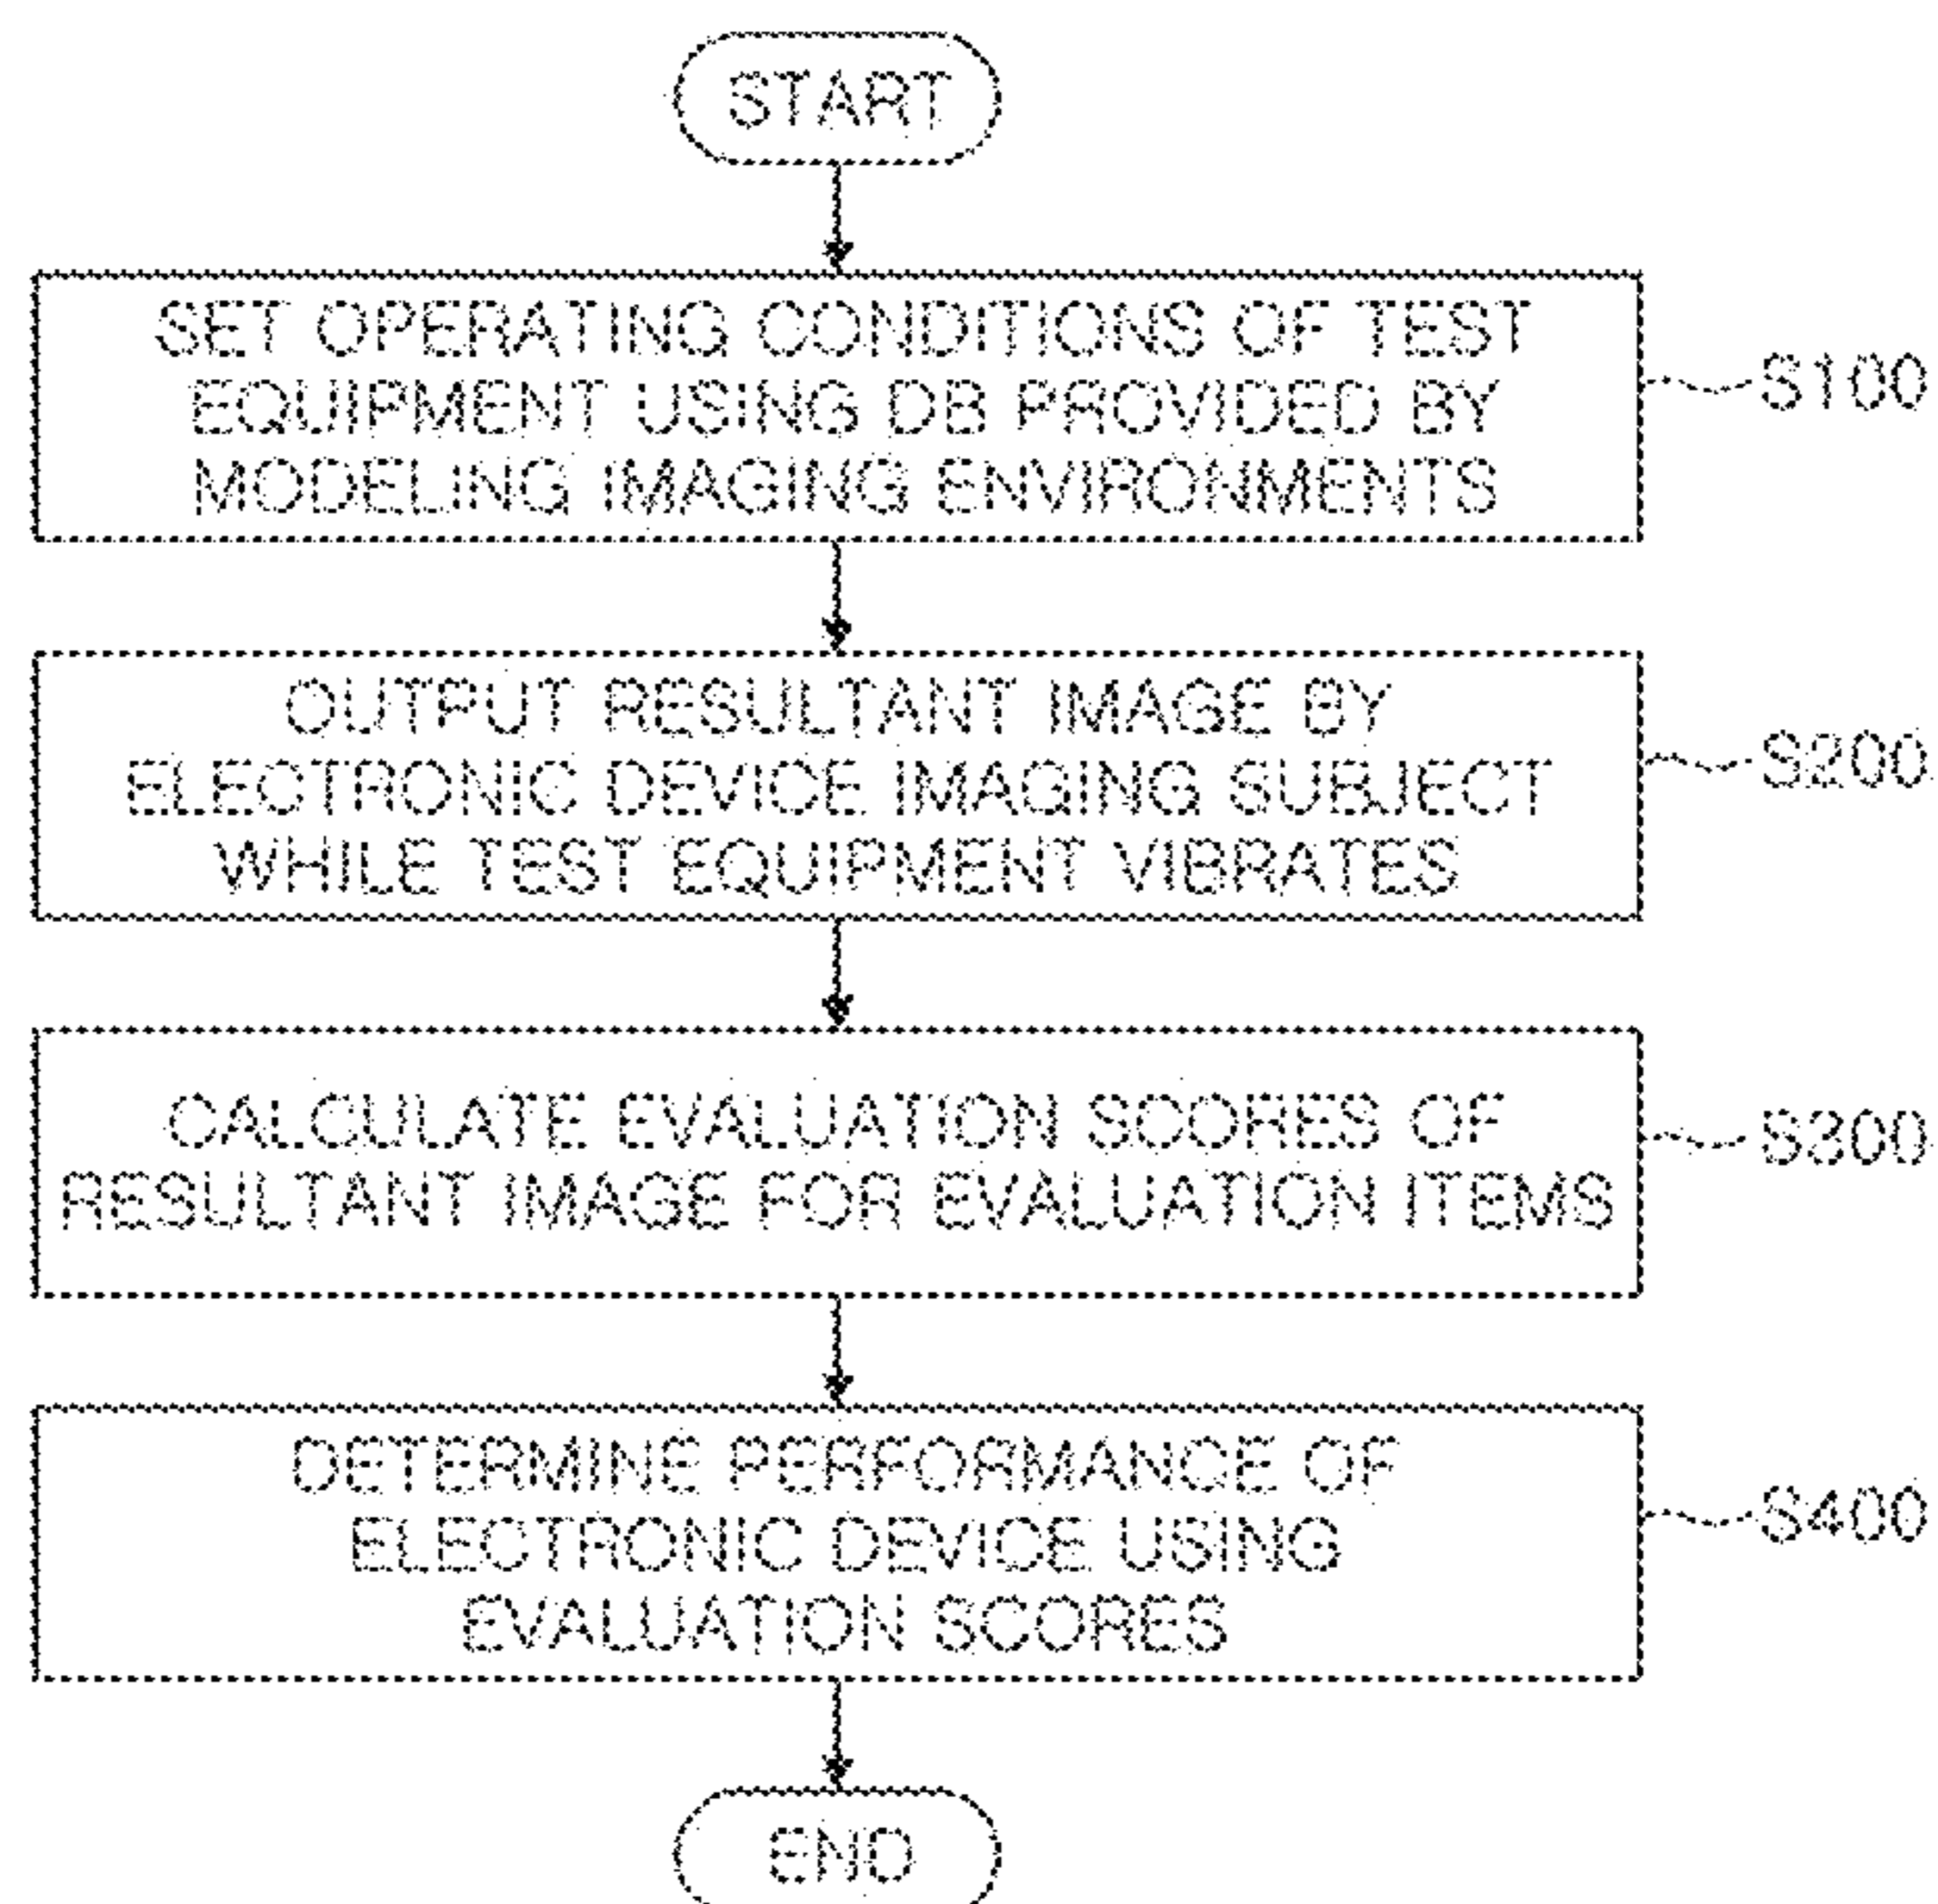 START
SET OPERATING CONDITIONS OF TEST
EQUIPMENT USING DB PROVIDED BY
MODELING IMAGING ENVIRONMENTS
S100
OUTPUT RESULTANT IMAGE BY
ELECTRONIC DEVICE IMAGING SUBJECT
WHILE TEST EQUIPMENT VIBRATES
S200
CALCULATE EVALUATION SCORES OF
RESULTANT IMAGE FOR EVALUATION ITEMS
S300
DETERMINE PERFORMANCE OF
ELECTRONIC DEVICE USING
EVALUATION SCORES
S400
END